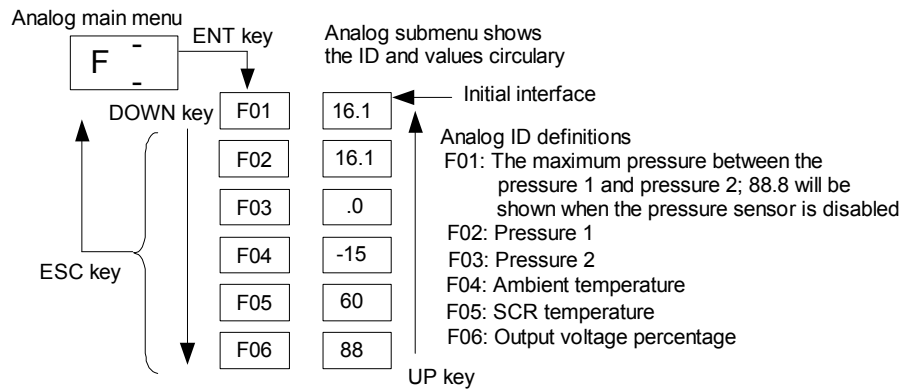 Analog main menu
F - -
ENT key
Analog submenu shows
the ID and values circulary
Initial interface
DOWN key
F01 16.1
F02 16.1
F03 .0
F04 -15
F05 60
F06 88
ESC key
UP key
Analog ID definitions
F01: The maximum pressure between the
pressure 1 and pressure 2; 88.8 will be
shown when the pressure sensor is disabled
F02: Pressure 1
F03: Pressure 2
F04: Ambient temperature
F05: SCR temperature
F06: Output voltage percentage